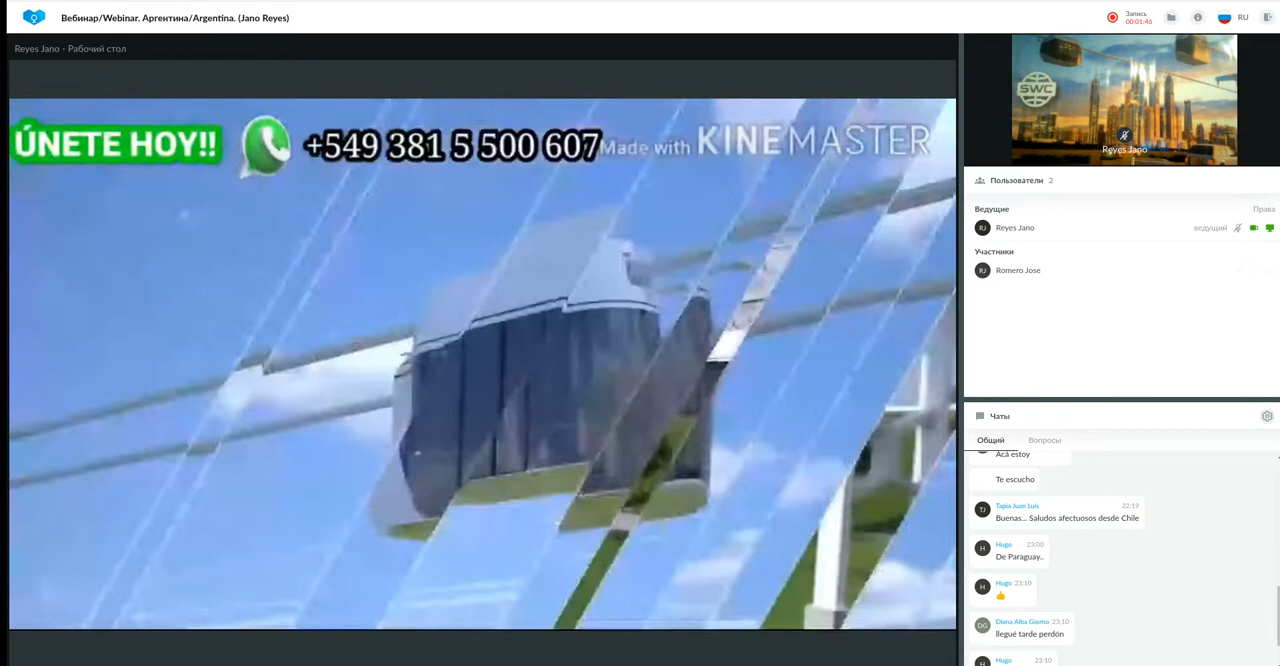 Вебинар/Webinar. Аргентина/Argentina. (Jano Reyes)
Запись
00:01:46
RU
Reyes Jano - Рабочий стол
ÚNETE HOY!!
+549 381 5 500 607
Made with KINEMASTER
SWC
Reyes Jano
Пользователи 2
Ведущие Права
RJ Reyes Jano ведущий
Участники
RJ Romero Jose
Чаты
Общий Вопросы
Acá estoy
Te escucho
TJ Tapia Juan Luis 22:19
Buenas... Saludos afectuosos desde Chile
H Hugo 23:00
De Paraguay..
H Hugo 23:10
👍
DG Diana Alba Giorno 23:10
llegué tarde perdón
H Hugo 23:10